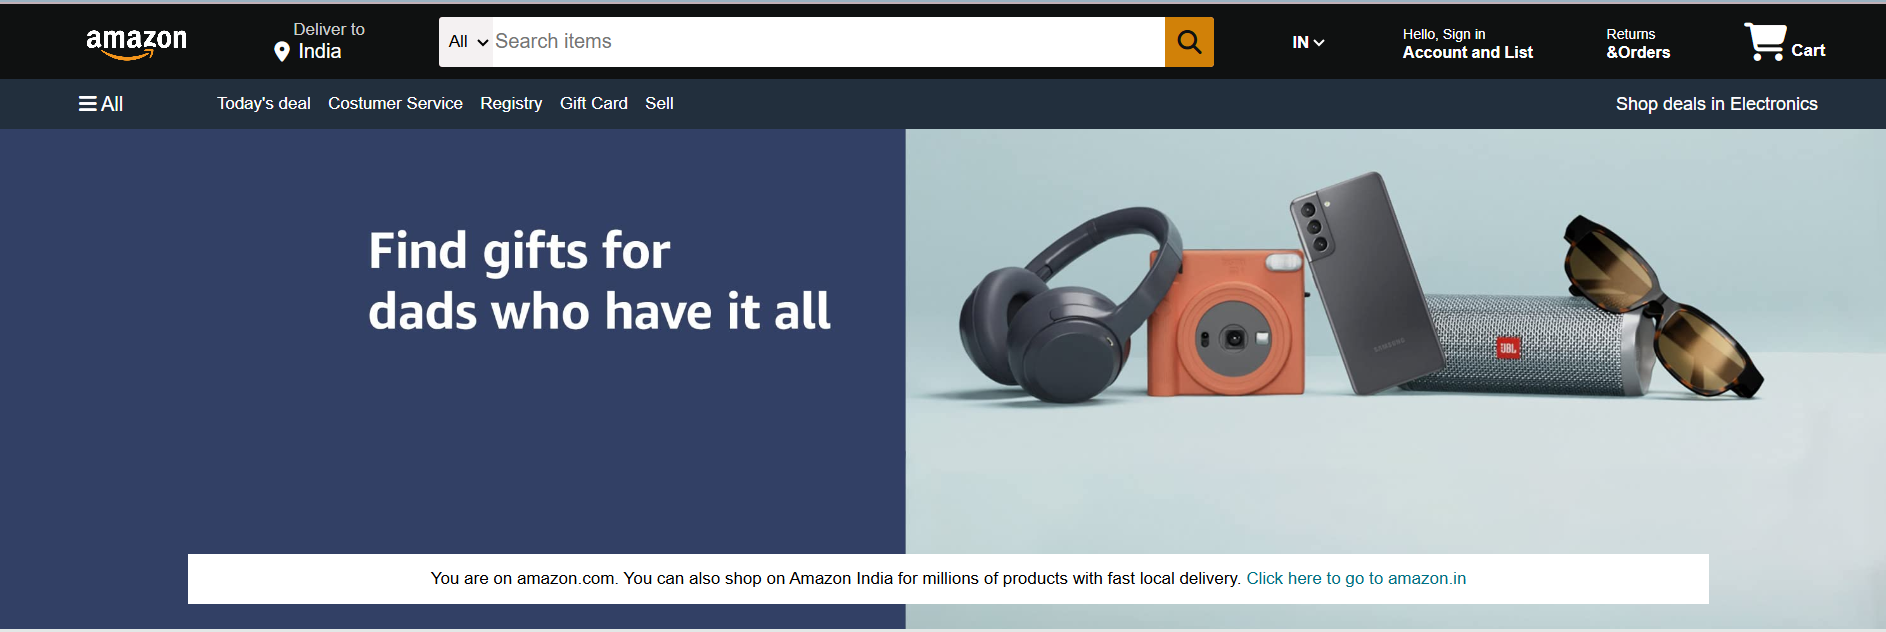 amazon
Deliver to
India
All
Search items
IN
Hello, Sign in
Account and List
Returns
&Orders
Cart
All
Today's deal
Costumer Service
Registry
Gift Card
Sell
Shop deals in Electronics
Find gifts for
dads who have it all
SAMSUNG
JBL
You are on amazon.com. You can also shop on Amazon India for millions of products with fast local delivery. Click here to go to amazon.in